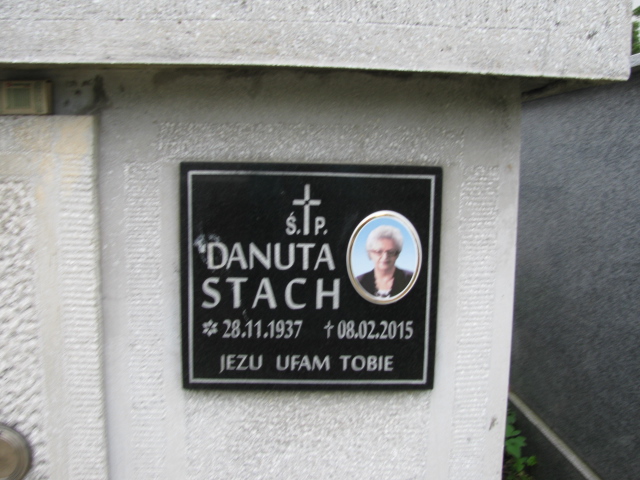 Ś. P.
DANUTA
STACH
* 28.11.1937 † 08.02.2015
JEZU UFAM TOBIE